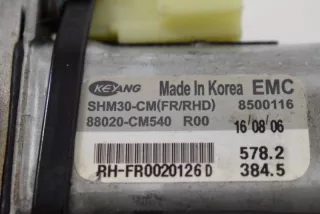 KEYANG Made In Korea EMC
SHM30-CM(FR/RHD) 8500116
88020-CM540 R00 16/08/06
578.2
RH-FR0020126D 384.5